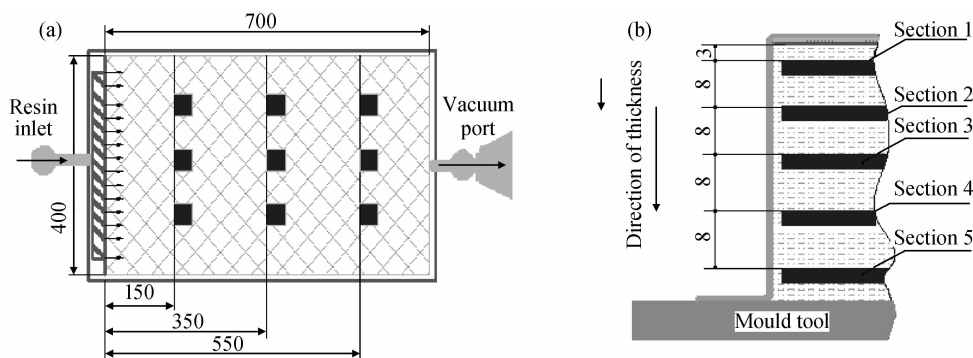 (a)
700
Resin
inlet
Vacuum
port
400
150
350
550
(b)
Direction of thickness
3
8
8
8
8
Section 1
Section 2
Section 3
Section 4
Section 5
Mould tool